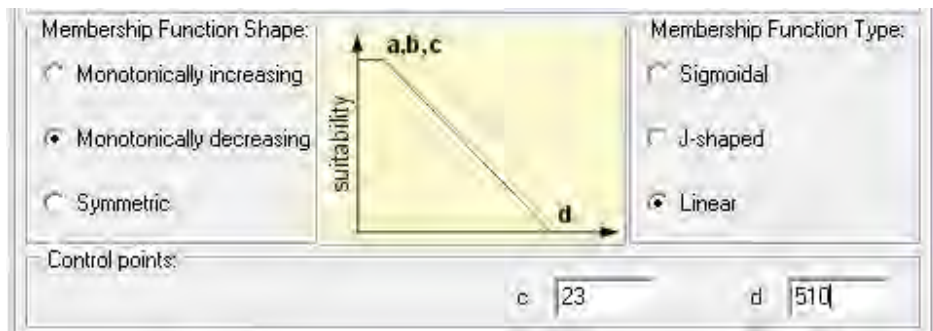 Membership Function Shape:
Monotonically increasing
Monotonically decreasing
Symmetric
a,b,c
suitability
d
Membership Function Type:
Sigmoidal
J-shaped
Linear
Control points:
c 23 d 510